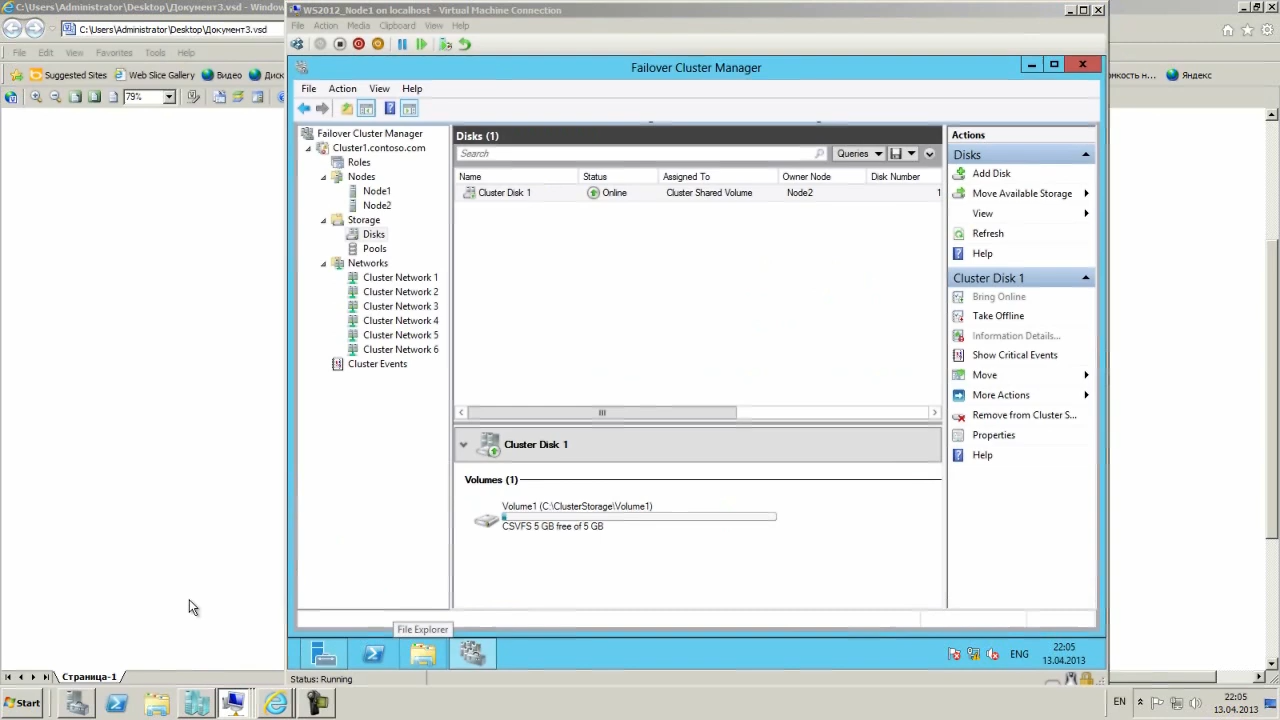 C:\Users\Administrator\Desktop\Документ3.vsd - Window
C:\Users\Administrator\Desktop\Документ3.vsd
File Edit View Favorites Tools Help
Suggested Sites Web Slice Gallery Видео
79%
WS2012_Node1 on localhost - Virtual Machine Connection
File Action Media Clipboard View Help
Failover Cluster Manager
File Action View Help
Failover Cluster Manager
Cluster1.contoso.com
Roles
Nodes
Node1
Node2
Storage
Disks
Pools
Networks
Cluster Network 1
Cluster Network 2
Cluster Network 3
Cluster Network 4
Cluster Network 5
Cluster Network 6
Cluster Events
Disks (1)
Search
Queries
Name Status Assigned To Owner Node Disk Number
Cluster Disk 1 Online Cluster Shared Volume Node2 1
Cluster Disk 1
Volumes (1)
Volume1 (C:\ClusterStorage\Volume1)
CSVFS 5 GB free of 5 GB
Actions
Disks
Add Disk
Move Available Storage
View
Refresh
Help
Cluster Disk 1
Bring Online
Take Offline
Information Details...
Show Critical Events
Move
More Actions
Remove from Cluster S...
Properties
Help
Яндекс
File Explorer
ENG
22:05
13.04.2013
Status: Running
Страница-1
Start
EN
22:05
13.04.2013